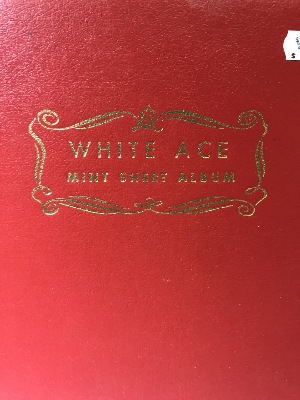 WHITE ACE
MINT SHEET ALBUM
$